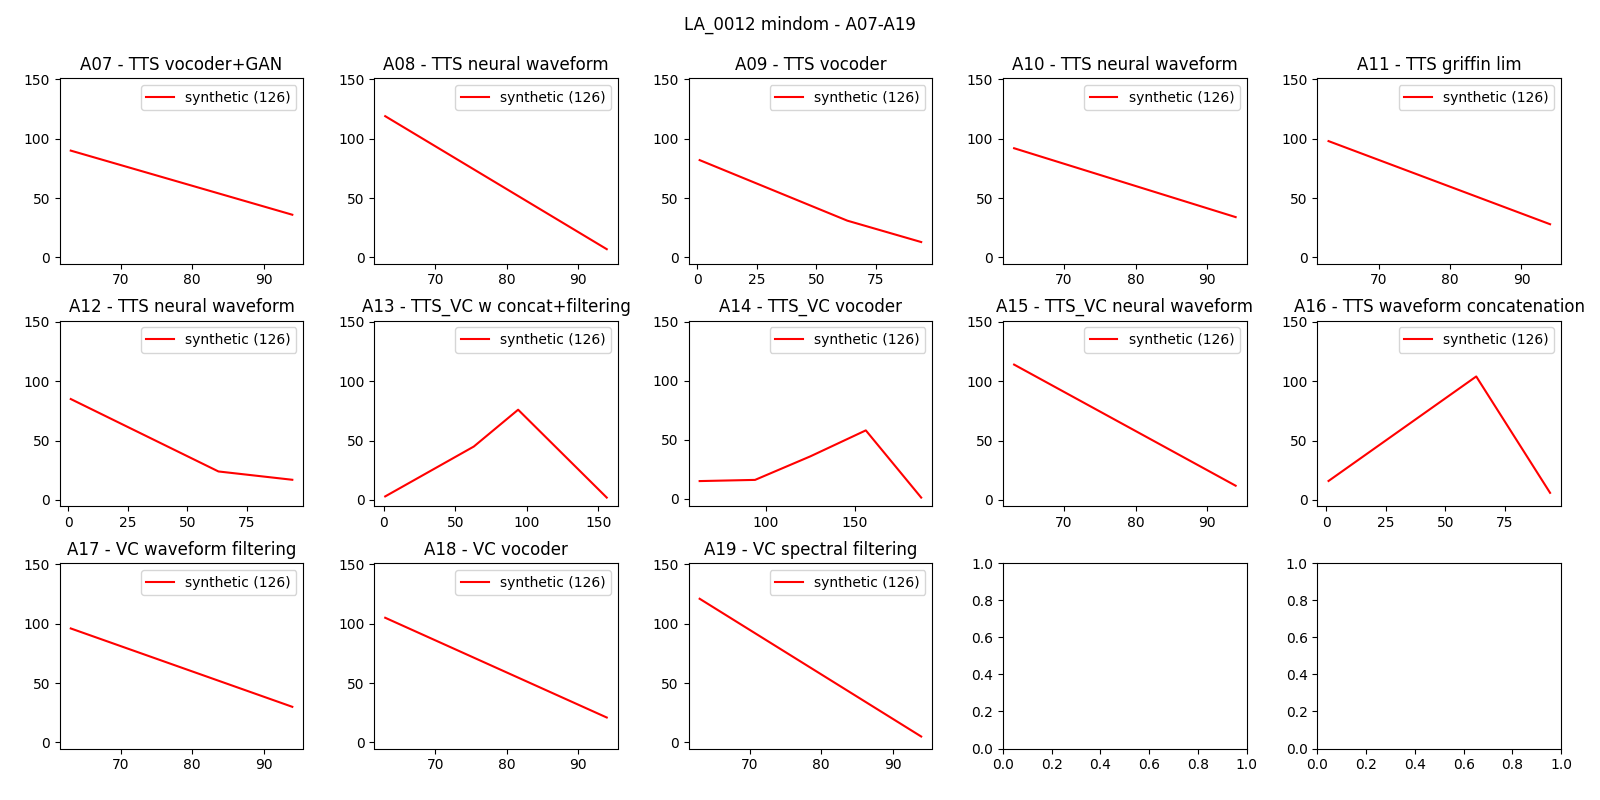 LA_0012 mindom - A07-A19
A07 - TTS vocoder+GAN
synthetic (126)
150
100
50
0
70 80 90
A08 - TTS neural waveform
synthetic (126)
150
100
50
0
70 80 90
A09 - TTS vocoder
synthetic (126)
150
100
50
0
0 25 50 75
A10 - TTS neural waveform
synthetic (126)
150
100
50
0
70 80 90
A11 - TTS griffin lim
synthetic (126)
150
100
50
0
70 80 90
A12 - TTS neural waveform
synthetic (126)
150
100
50
0
0 25 50 75
A13 - TTS_VC w concat+filtering
synthetic (126)
150
100
50
0
0 50 100 150
A14 - TTS_VC vocoder
synthetic (126)
150
100
50
0
100 150
A15 - TTS_VC neural waveform
synthetic (126)
150
100
50
0
70 80 90
A16 - TTS waveform concatenation
synthetic (126)
150
100
50
0
0 25 50 75
A17 - VC waveform filtering
synthetic (126)
150
100
50
0
70 80 90
A18 - VC vocoder
synthetic (126)
150
100
50
0
70 80 90
A19 - VC spectral filtering
synthetic (126)
150
100
50
0
70 80 90
1.0
0.8
0.6
0.4
0.2
0.0
0.0 0.2 0.4 0.6 0.8 1.0
1.0
0.8
0.6
0.4
0.2
0.0
0.0 0.2 0.4 0.6 0.8 1.0